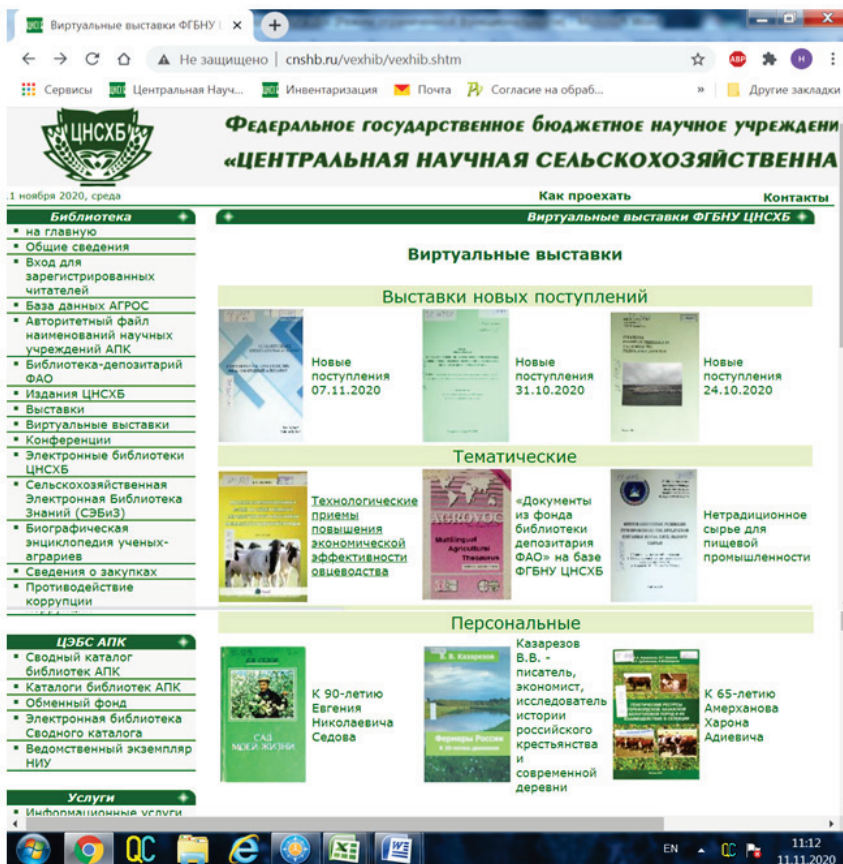 Виртуальные выставки ФГБНУ
Не защищено | cnshb.ru/vexhib/vexhib.shtm
ABP
Н
Сервисы
Центральная Науч...
Инвентаризация
Почта
Согласие на обраб...
»
Другие закладки
ЦНСХБ
Федеральное государственное бюджетное научное учреждени
«ЦЕНТРАЛЬНАЯ НАУЧНАЯ СЕЛЬСКОХОЗЯЙСТВЕННА
1 ноября 2020, среда
Как проехать
Контакты
Библиотека
на главную
Общие сведения
Вход для
зарегистрированных
читателей
База данных АГРОС
Авторитетный файл
наименований научных
учреждений АПК
Библиотека-депозитарий
ФАО
Издания ЦНСХБ
Выставки
Виртуальные выставки
Конференции
Электронные библиотеки
ЦНСХБ
Сельскохозяйственная
Электронная Библиотека
Знаний (СЭБиЗ)
Биографическая
энциклопедия ученых-
аграриев
Сведения о закупках
Противодействие
коррупции
ЦЭБС АПК
Сводный каталог
библиотек АПК
Каталоги библиотек АПК
Обменный фонд
Электронная библиотека
Сводного каталога
Ведомственный экземпляр
НИУ
Услуги
Информационные услуги
Виртуальные выставки ФГБНУ ЦНСХБ
Виртуальные выставки
Выставки новых поступлений
Новые
поступления
07.11.2020
Новые
поступления
31.10.2020
Новые
поступления
24.10.2020
Тематические
Технологические
приемы
повышения
экономической
эффективности
овцеводства
AGROVOC
Multilingual
Agricultural
Thesaurus
«Документы
из фонда
библиотеки
депозитария
ФАО» на базе
ФГБНУ ЦНСХБ
Нетрадиционное
сырье для
пищевой
промышленности
Персональные
САД
МОЕЙ ЖИЗНИ
К 90-летию
Евгения
Николаевича
Седова
В. В. Казарезов
Фермеры России
Казарезов
В.В. -
писатель,
экономист,
исследователь
истории
российского
крестьянства
и
современной
деревни
К 65-летию
Амерханова
Харона
Адиевича
QC
EN
QC
11:12
11.11.2020